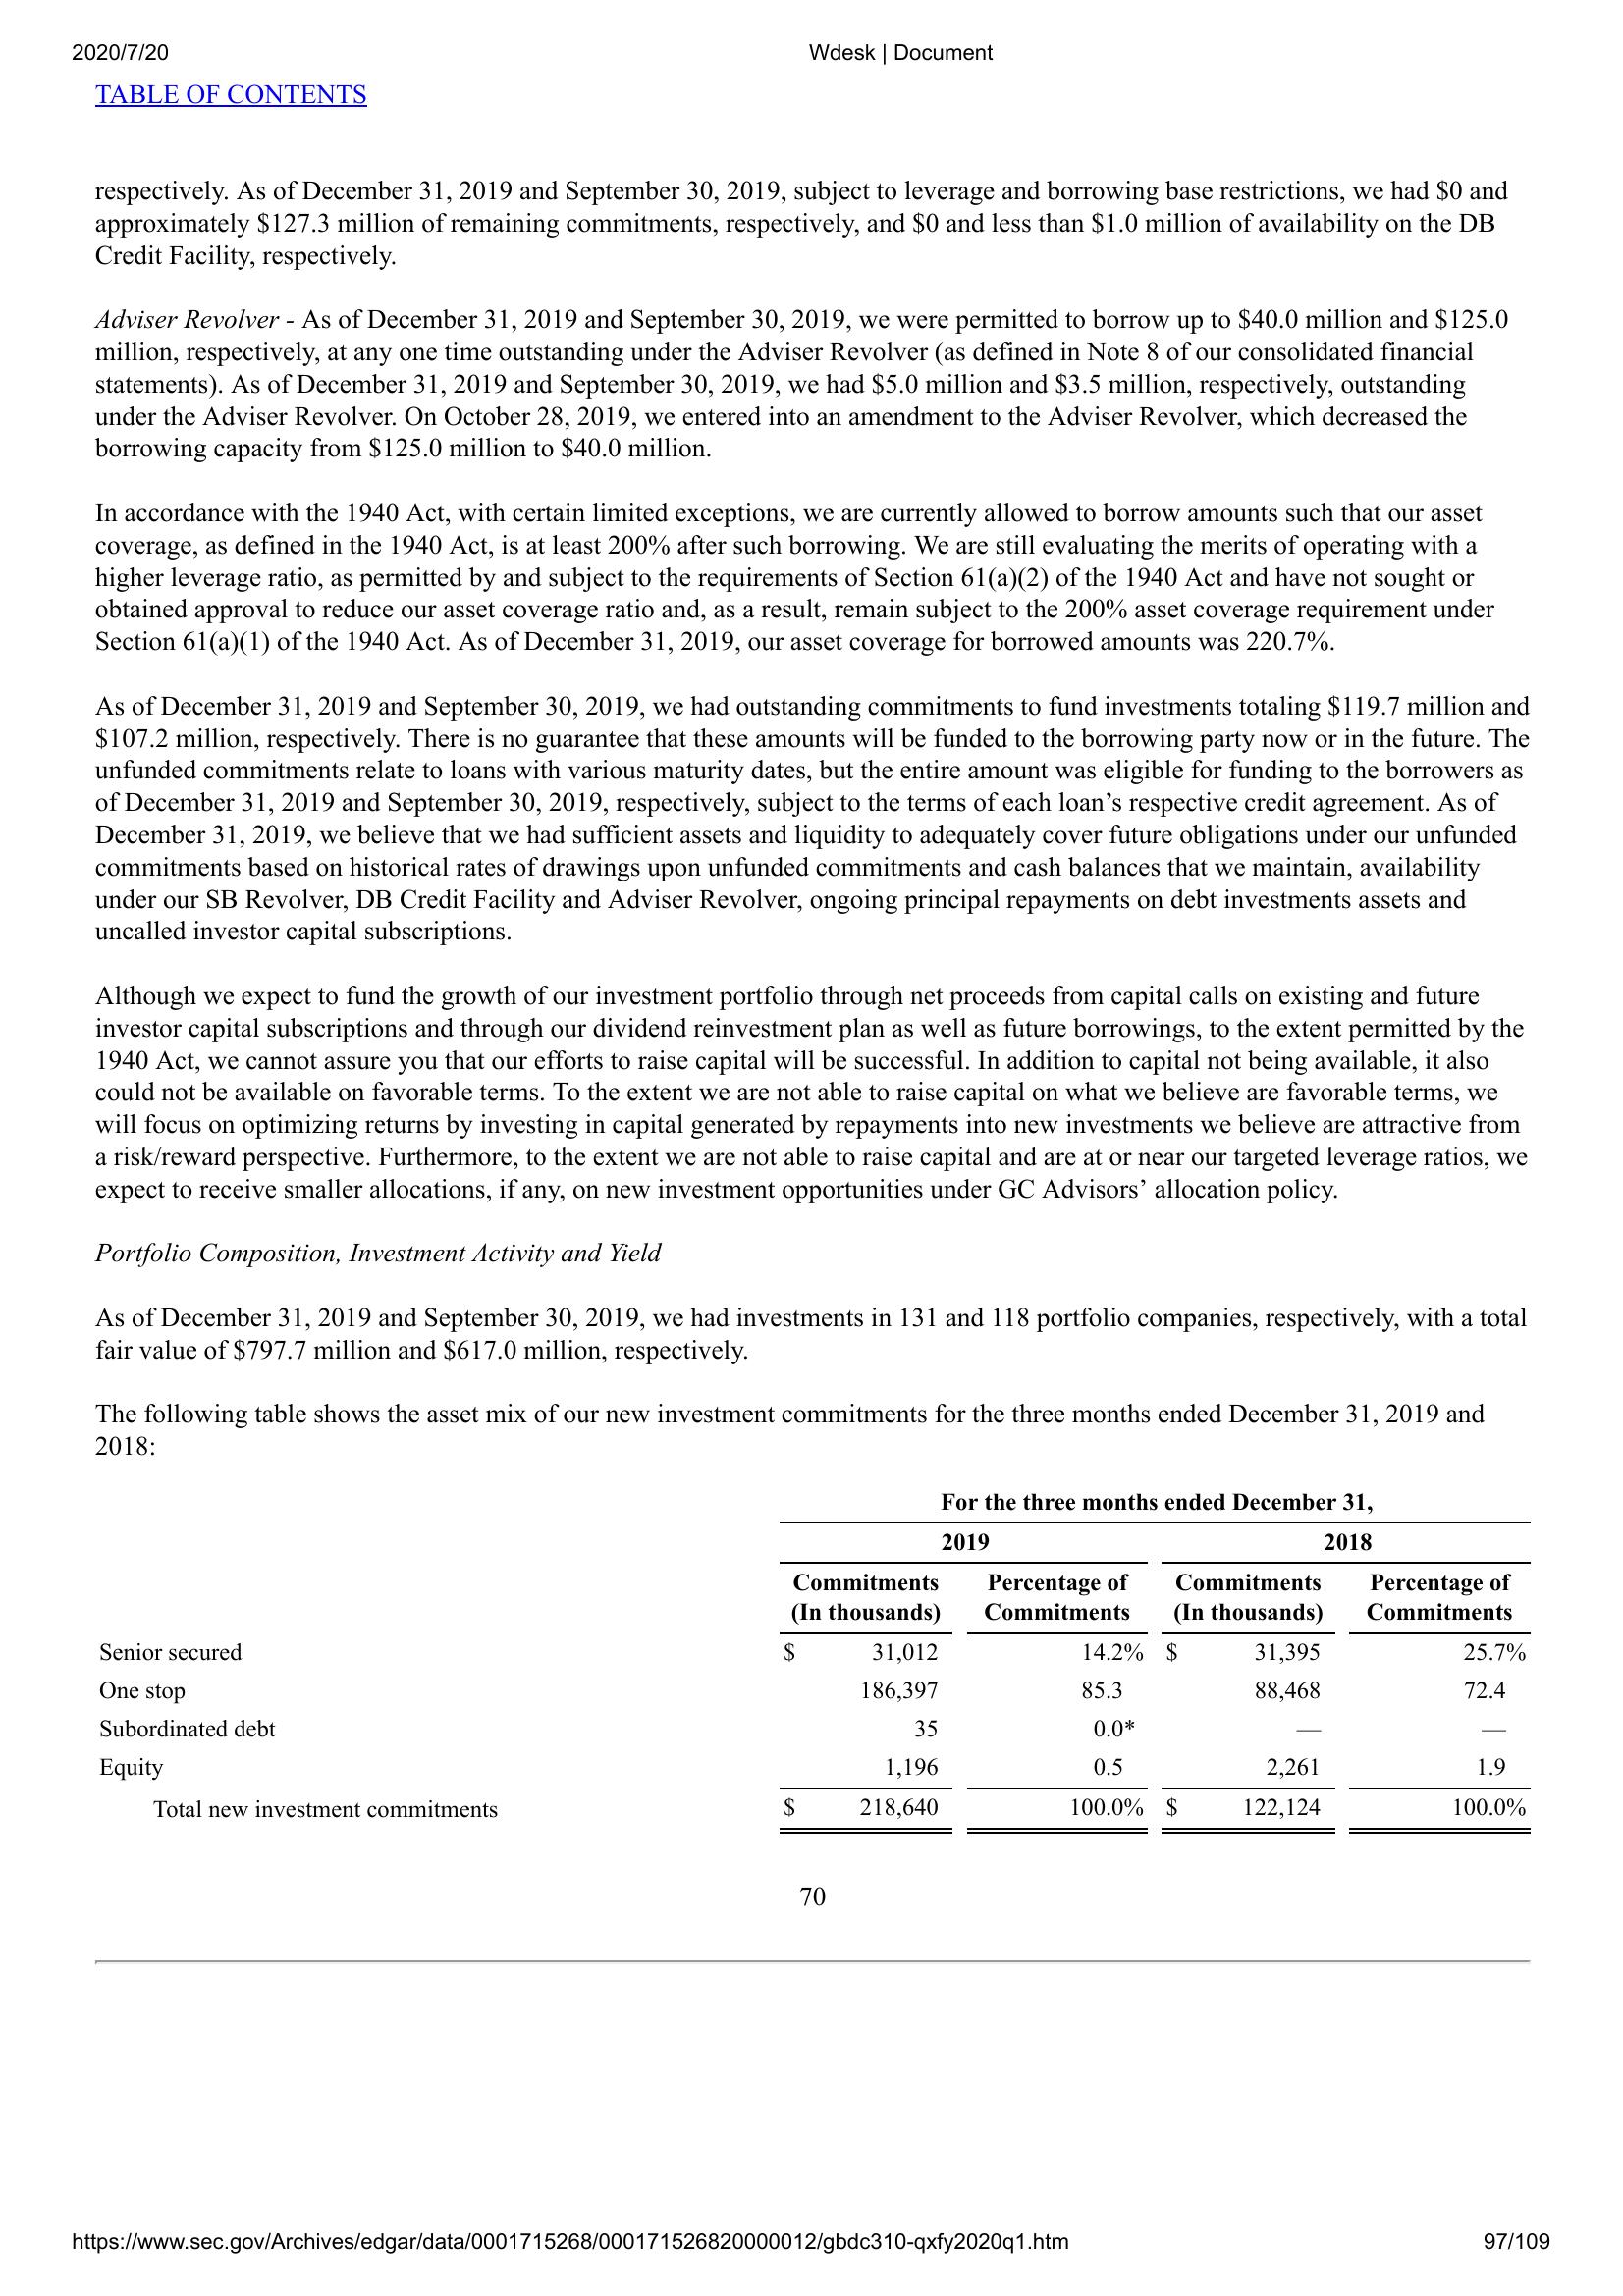 2020/7/20 Wdesk | Document
TABLE OF CONTENTS
respectively. As of December 31, 2019 and September 30, 2019, subject to leverage and borrowing base restrictions, we had $0 and
approximately $127.3 million of remaining commitments, respectively, and $0 and less than $1.0 million of availability on the DB
Credit Facility, respectively.
Adviser Revolver - As of December 31, 2019 and September 30, 2019, we were permitted to borrow up to $40.0 million and $125.0
million, respectively, at any one time outstanding under the Adviser Revolver (as defined in Note 8 of our consolidated financial
statements). As of December 31, 2019 and September 30, 2019, we had $5.0 million and $3.5 million, respectively, outstanding
under the Adviser Revolver. On October 28, 2019, we entered into an amendment to the Adviser Revolver, which decreased the
borrowing capacity from $125.0 million to $40.0 million.
In accordance with the 1940 Act, with certain limited exceptions, we are currently allowed to borrow amounts such that our asset
coverage, as defined in the 1940 Act, is at least 200% after such borrowing. We are still evaluating the merits of operating with a
higher leverage ratio, as permitted by and subject to the requirements of Section 61(a)(2) of the 1940 Act and have not sought or
obtained approval to reduce our asset coverage ratio and, as a result, remain subject to the 200% asset coverage requirement under
Section 61(a)(1) of the 1940 Act. As of December 31, 2019, our asset coverage for borrowed amounts was 220.7%.
As of December 31, 2019 and September 30, 2019, we had outstanding commitments to fund investments totaling $119.7 million and
$107.2 million, respectively. There is no guarantee that these amounts will be funded to the borrowing party now or in the future. The
unfunded commitments relate to loans with various maturity dates, but the entire amount was eligible for funding to the borrowers as
of December 31, 2019 and September 30, 2019, respectively, subject to the terms of each loan’s respective credit agreement. As of
December 31, 2019, we believe that we had sufficient assets and liquidity to adequately cover future obligations under our unfunded
commitments based on historical rates of drawings upon unfunded commitments and cash balances that we maintain, availability
under our SB Revolver, DB Credit Facility and Adviser Revolver, ongoing principal repayments on debt investments assets and
uncalled investor capital subscriptions.
Although we expect to fund the growth of our investment portfolio through net proceeds from capital calls on existing and future
investor capital subscriptions and through our dividend reinvestment plan as well as future borrowings, to the extent permitted by the
1940 Act, we cannot assure you that our efforts to raise capital will be successful. In addition to capital not being available, it also
could not be available on favorable terms. To the extent we are not able to raise capital on what we believe are favorable terms, we
will focus on optimizing returns by investing in capital generated by repayments into new investments we believe are attractive from
a risk/reward perspective. Furthermore, to the extent we are not able to raise capital and are at or near our targeted leverage ratios, we
expect to receive smaller allocations, if any, on new investment opportunities under GC Advisors’ allocation policy.
Portfolio Composition, Investment Activity and Yield
As of December 31, 2019 and September 30, 2019, we had investments in 131 and 118 portfolio companies, respectively, with a total
fair value of $797.7 million and $617.0 million, respectively.
The following table shows the asset mix of our new investment commitments for the three months ended December 31, 2019 and
2018:
For the three months ended December 31,
2019 2018
Commitments Percentage of Commitments Percentage of
(In thousands) Commitments (In thousands) Commitments
Senior secured $ 31,012 14.2% $ 31,395 25.7%
One stop 186,397 85.3 88,468 72.4
Subordinated debt 35 0.0* — —
Equity 1,196 0.5 2,261 1.9
Total new investment commitments $ 218,640 100.0% $ 122,124 100.0%
70
https://www.sec.gov/Archives/edgar/data/0001715268/000171526820000012/gbdc310-qxfy2020q1.htm 97/109